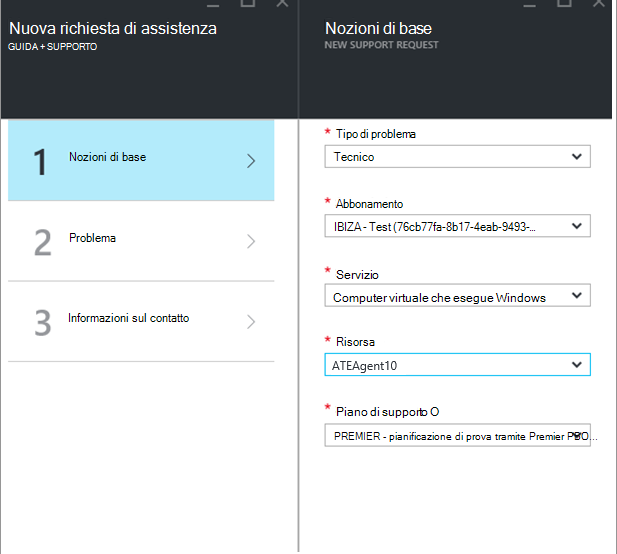 Nuova richiesta di assistenza
GUIDA + SUPPORTO
1 Nozioni di base
2 Problema
3 Informazioni sul contatto
Nozioni di base
NEW SUPPORT REQUEST
* Tipo di problema
Tecnico
* Abbonamento
IBIZA - Test (76cb77fa-8b17-4eab-9493-...
* Servizio
Computer virtuale che esegue Windows
* Risorsa
ATEAgent10
* Piano di supporto O
PREMIER - pianificazione di prova tramite Premier